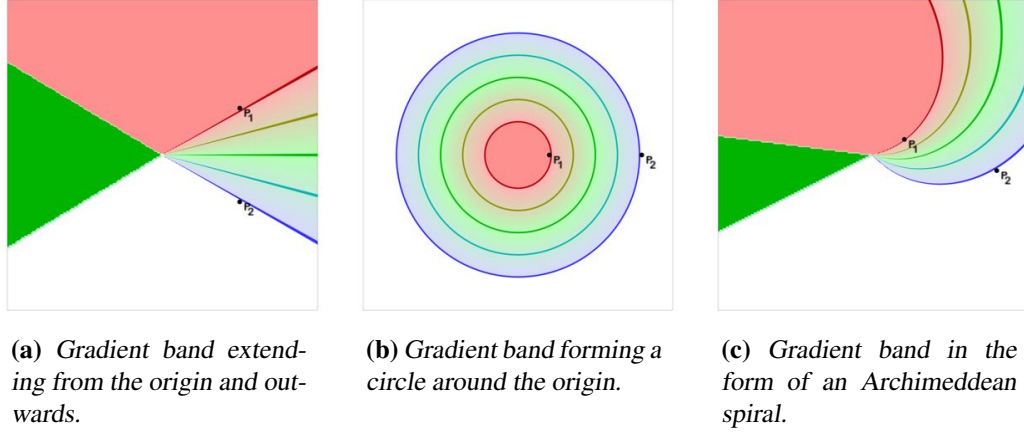 P1
P2
P1
P2
P1
P2
(a) Gradient band extend-
ing from the origin and out-
wards.
(b) Gradient band forming a
circle around the origin.
(c) Gradient band in the
form of an Archimeddean
spiral.